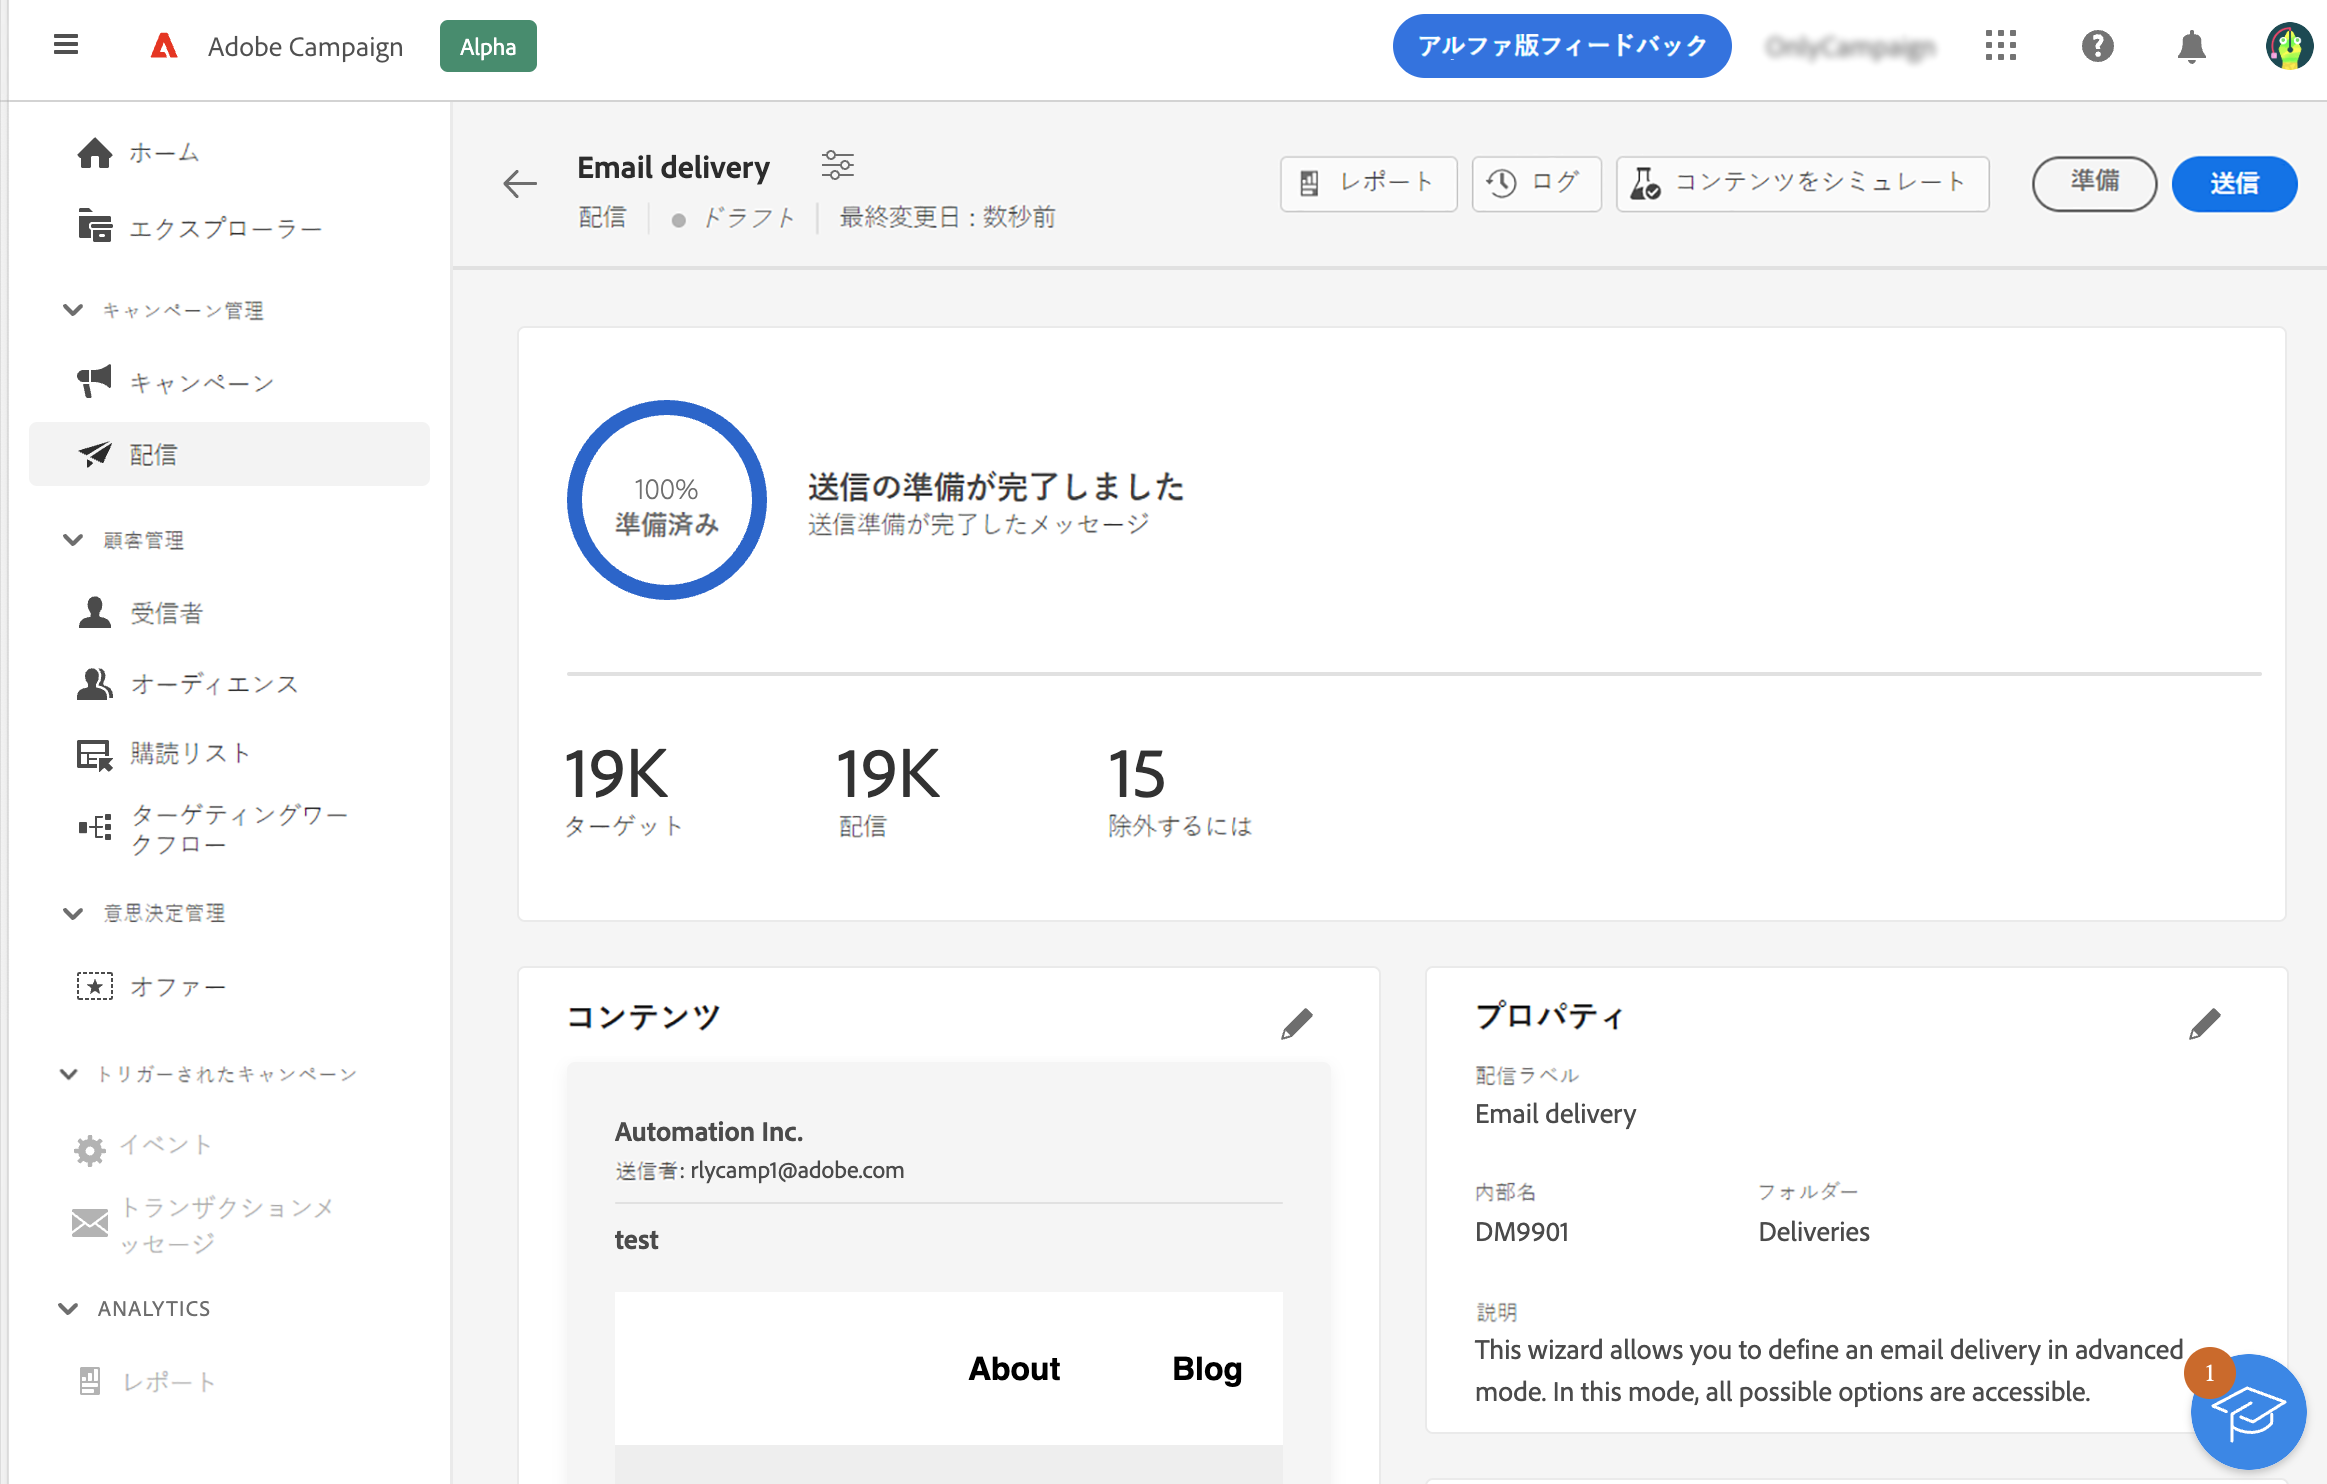 Adobe Campaign
Alpha
アルファ版フィードバック
ホーム
エクスプローラー
キャンペーン管理
キャンペーン
配信
顧客管理
受信者
オーディエンス
購読リスト
ターゲティングワー
クフロー
意思決定管理
オファー
トリガーされたキャンペーン
イベント
トランザクションメ
ッセージ
ANALYTICS
レポート
Email delivery
配信
ドラフト
最終変更日 : 数秒前
レポート
ログ
コンテンツをシミュレート
準備
送信
100%
準備済み
送信の準備が完了しました
送信準備が完了したメッセージ
19K
ターゲット
19K
配信
15
除外するには
コンテンツ
Automation Inc.
送信者: rlycamp1@adobe.com
test
About
Blog
プロパティ
配信ラベル
Email delivery
内部名
DM9901
フォルダー
Deliveries
説明
This wizard allows you to define an email delivery in advanced
mode. In this mode, all possible options are accessible.
1